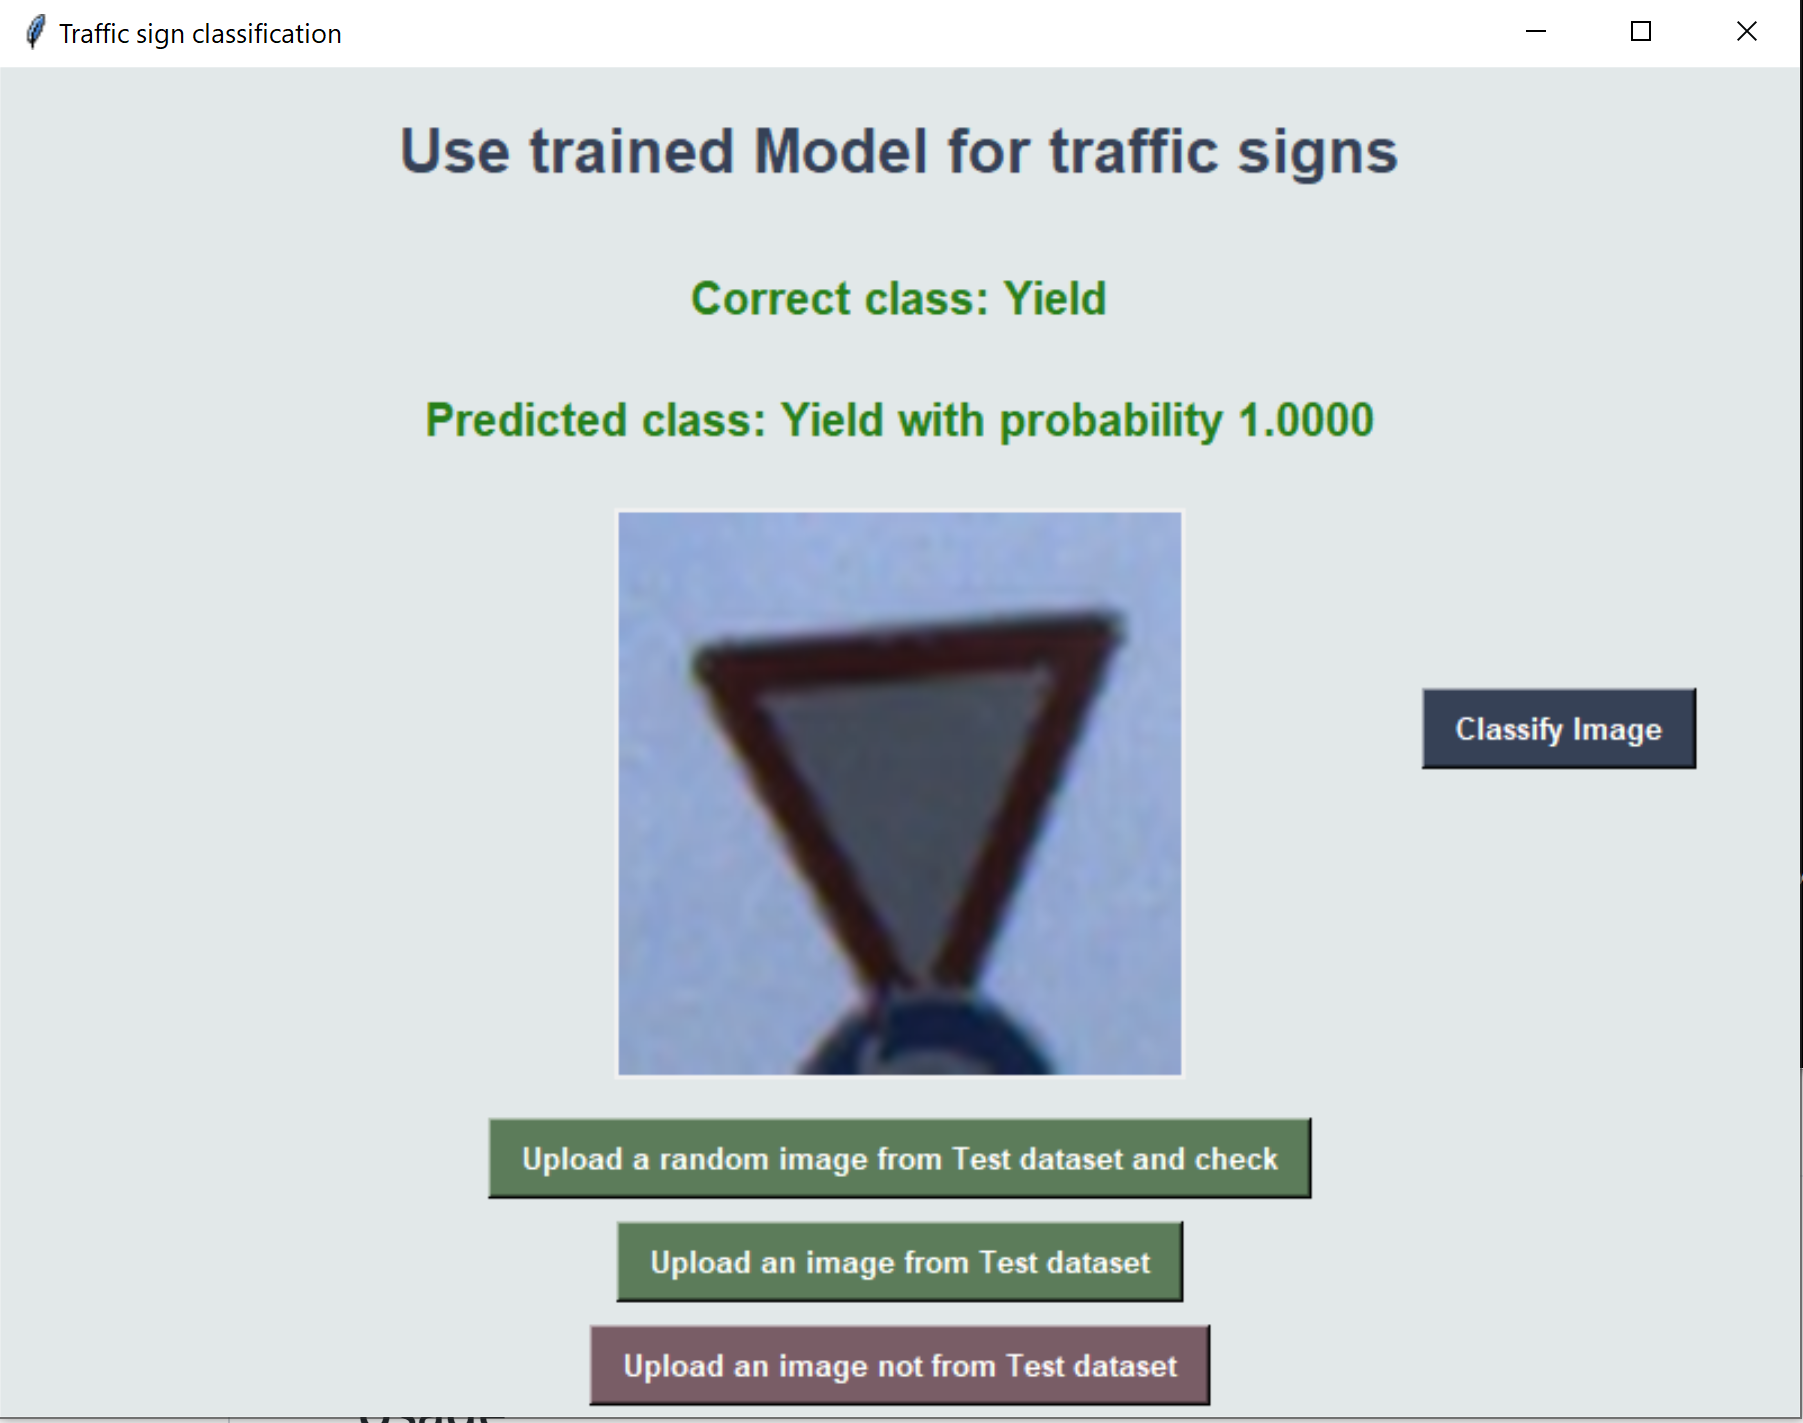 Traffic sign classification
Use trained Model for traffic signs
Correct class: Yield
Predicted class: Yield with probability 1.0000
Classify Image
Upload a random image from Test dataset and check
Upload an image from Test dataset
Upload an image not from Test dataset